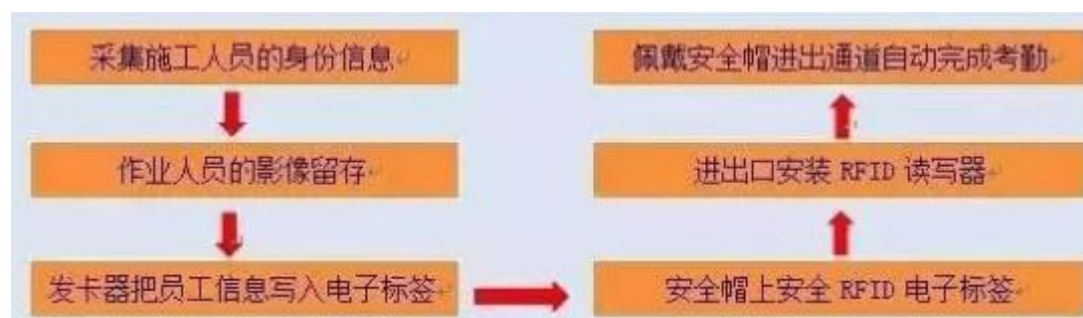 采集施工人员的身份信息
作业人员的影像留存
发卡器把员工信息写入电子标签
安全帽上安全 RFID 电子标签
进出口安装 RFID 读写器
佩戴安全帽进出通道自动完成考勤